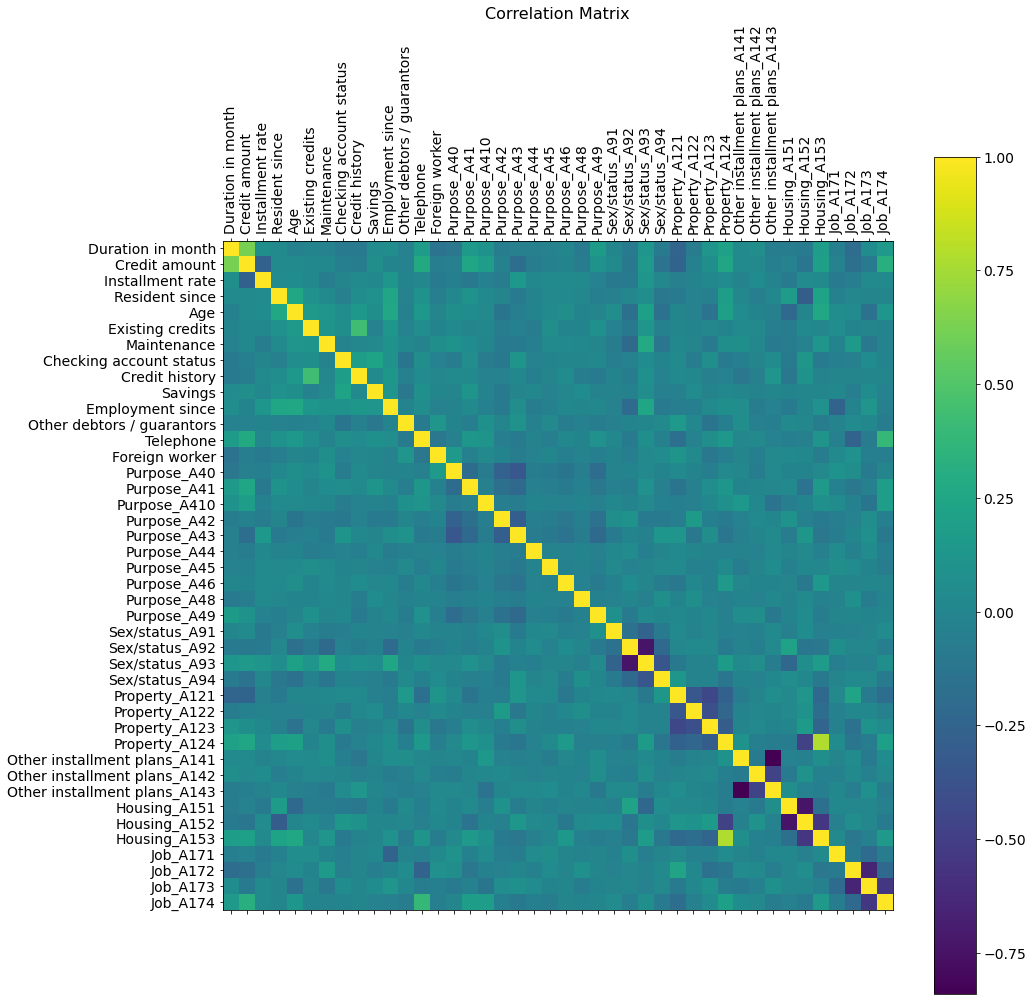 Correlation Matrix
Duration in month
Credit amount
Installment rate
Resident since
Age
Existing credits
Maintenance
Checking account status
Credit history
Savings
Employment since
Other debtors / guarantors
Telephone
Foreign worker
Purpose_A40
Purpose_A41
Purpose_A410
Purpose_A42
Purpose_A43
Purpose_A44
Purpose_A45
Purpose_A46
Purpose_A48
Purpose_A49
Sex/status_A91
Sex/status_A92
Sex/status_A93
Sex/status_A94
Property_A121
Property_A122
Property_A123
Property_A124
Other installment plans_A141
Other installment plans_A142
Other installment plans_A143
Housing_A151
Housing_A152
Housing_A153
Job_A171
Job_A172
Job_A173
Job_A174
Duration in month
Credit amount
Installment rate
Resident since
Age
Existing credits
Maintenance
Checking account status
Credit history
Savings
Employment since
Other debtors / guarantors
Telephone
Foreign worker
Purpose_A40
Purpose_A41
Purpose_A410
Purpose_A42
Purpose_A43
Purpose_A44
Purpose_A45
Purpose_A46
Purpose_A48
Purpose_A49
Sex/status_A91
Sex/status_A92
Sex/status_A93
Sex/status_A94
Property_A121
Property_A122
Property_A123
Property_A124
Other installment plans_A141
Other installment plans_A142
Other installment plans_A143
Housing_A151
Housing_A152
Housing_A153
Job_A171
Job_A172
Job_A173
Job_A174
1.00
0.75
0.50
0.25
0.00
−0.25
−0.50
−0.75